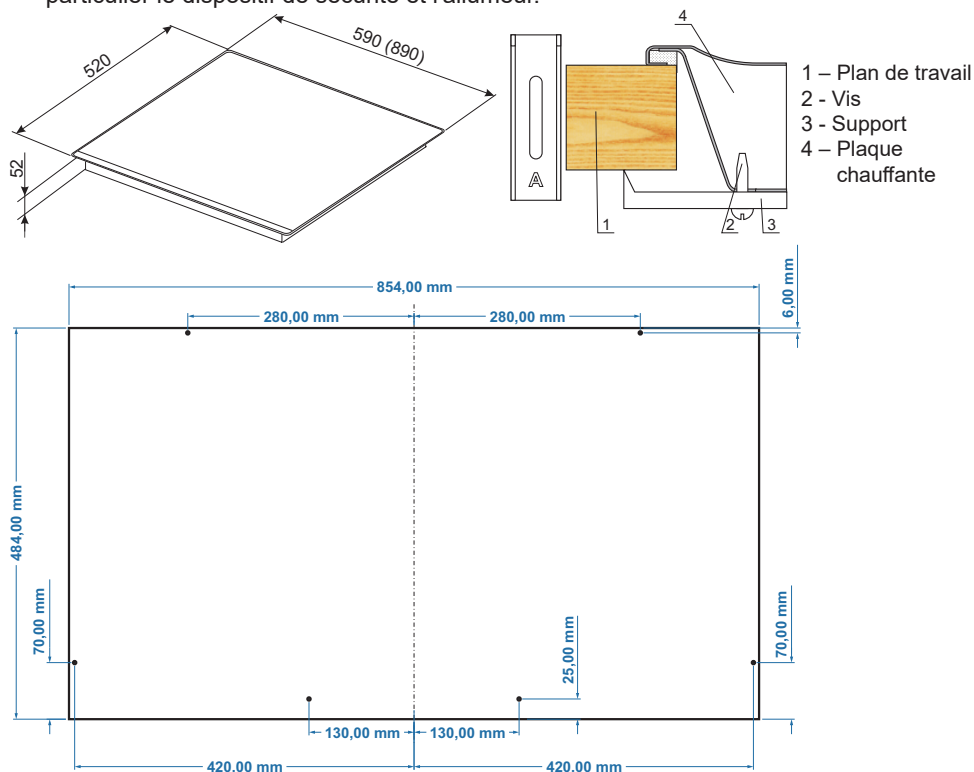 particulier le dispositif de sécurité et l'allumeur.
520
590 (890)
52
A
4
1
2
3
1 – Plan de travail
2 - Vis
3 - Support
4 – Plaque
chauffante
854,00 mm
280,00 mm
280,00 mm
6,00 mm
484,00 mm
70,00 mm
25,00 mm
70,00 mm
130,00 mm
130,00 mm
420,00 mm
420,00 mm